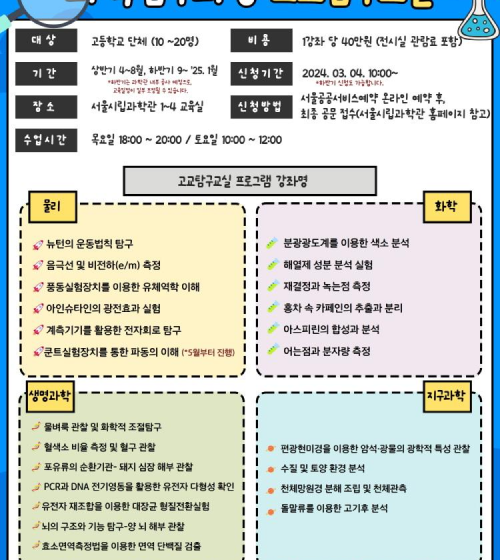 고교탐구교실
대 상
고등학교 단체 (10 ~20명)
비 용
1강좌 당 40만원 (전시실 관람료 포함)
기 간
상반기 4~8월, 하반기 9~ '25. 1월
신청기간
2024. 03. 04. 10:00~
장 소
서울시립과학관 1~4 교육실
신청방법
서울공공서비스예약 온라인 예약 후,
최종 공문 접수(서울시립과학관 홈페이지 참고)
수업시간
목요일 18:00 ~ 20:00 / 토요일 10:00 ~ 12:00
고교탐구교실 프로그램 강좌명
물리
뉴턴의 운동법칙 탐구
음극선 및 비전하(e/m) 측정
풍동실험장치를 이용한 유체역학 이해
아인슈타인의 광전효과 실험
계측기기를 활용한 전자회로 탐구
쿤트실험장치를 통한 파동의 이해 (*5월부터 진행)
화학
분광광도계를 이용한 색소 분석
해열제 성분 분석 실험
재결정과 녹는점 측정
홍차 속 카페인의 추출과 분리
아스피린의 합성과 분석
어는점과 분자량 측정
생명과학
물벼룩 관찰 및 화학적 조절탐구
혈색소 비율 측정 및 혈구 관찰
포유류의 순환기관- 돼지 심장 해부 관찰
PCR과 DNA 전기영동을 활용한 유전자 다형성 확인
유전자 재조합을 이용한 대장균 형질전환실험
뇌의 구조와 기능 탐구-양 뇌 해부 관찰
효소면역측정법을 이용한 면역 단백질 검출
지구과학
편광현미경을 이용한 암석·광물의 광학적 특성 관찰
수질 및 토양 환경 분석
천체망원경 분해 조립 및 천체관측
돌말류를 이용한 고기후 분석